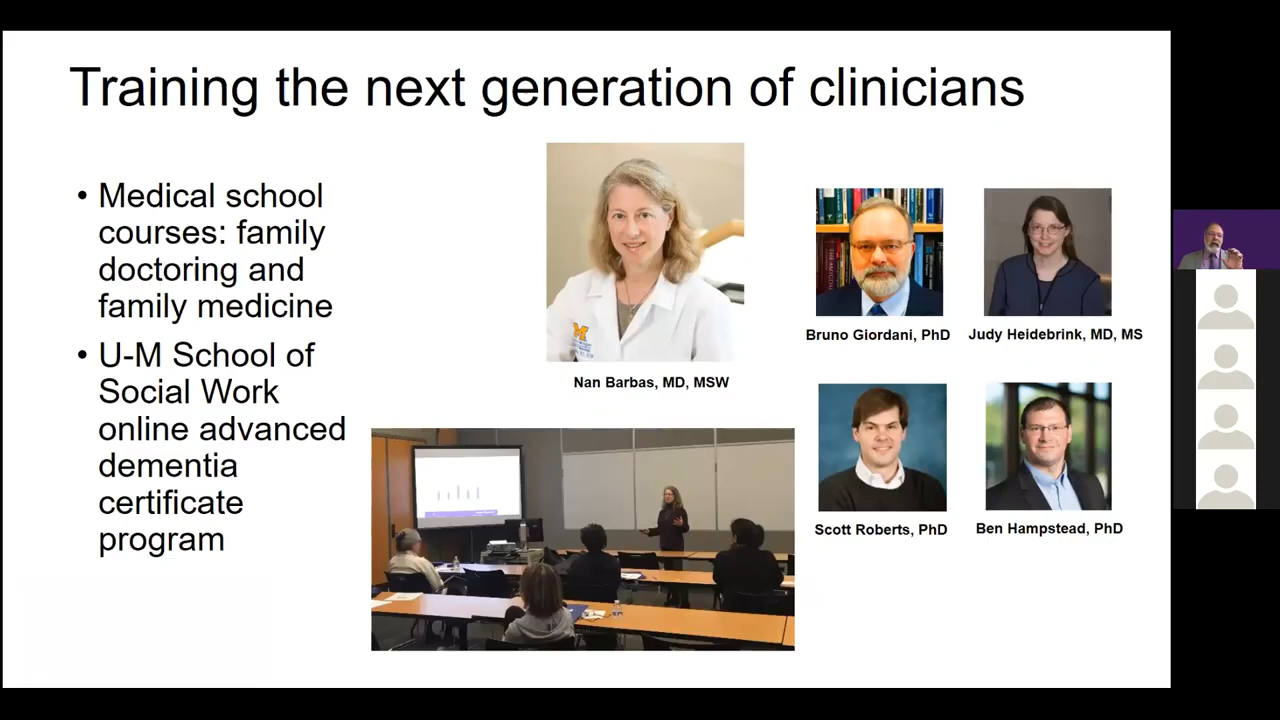 Training the next generation of clinicians
• Medical school
courses: family
doctoring and
family medicine
• U-M School of
Social Work
online advanced
dementia
certificate
program
Nan Barbas, MD, MSW
Bruno Giordani, PhD
Judy Heidebrink, MD, MS
Scott Roberts, PhD
Ben Hampstead, PhD
M